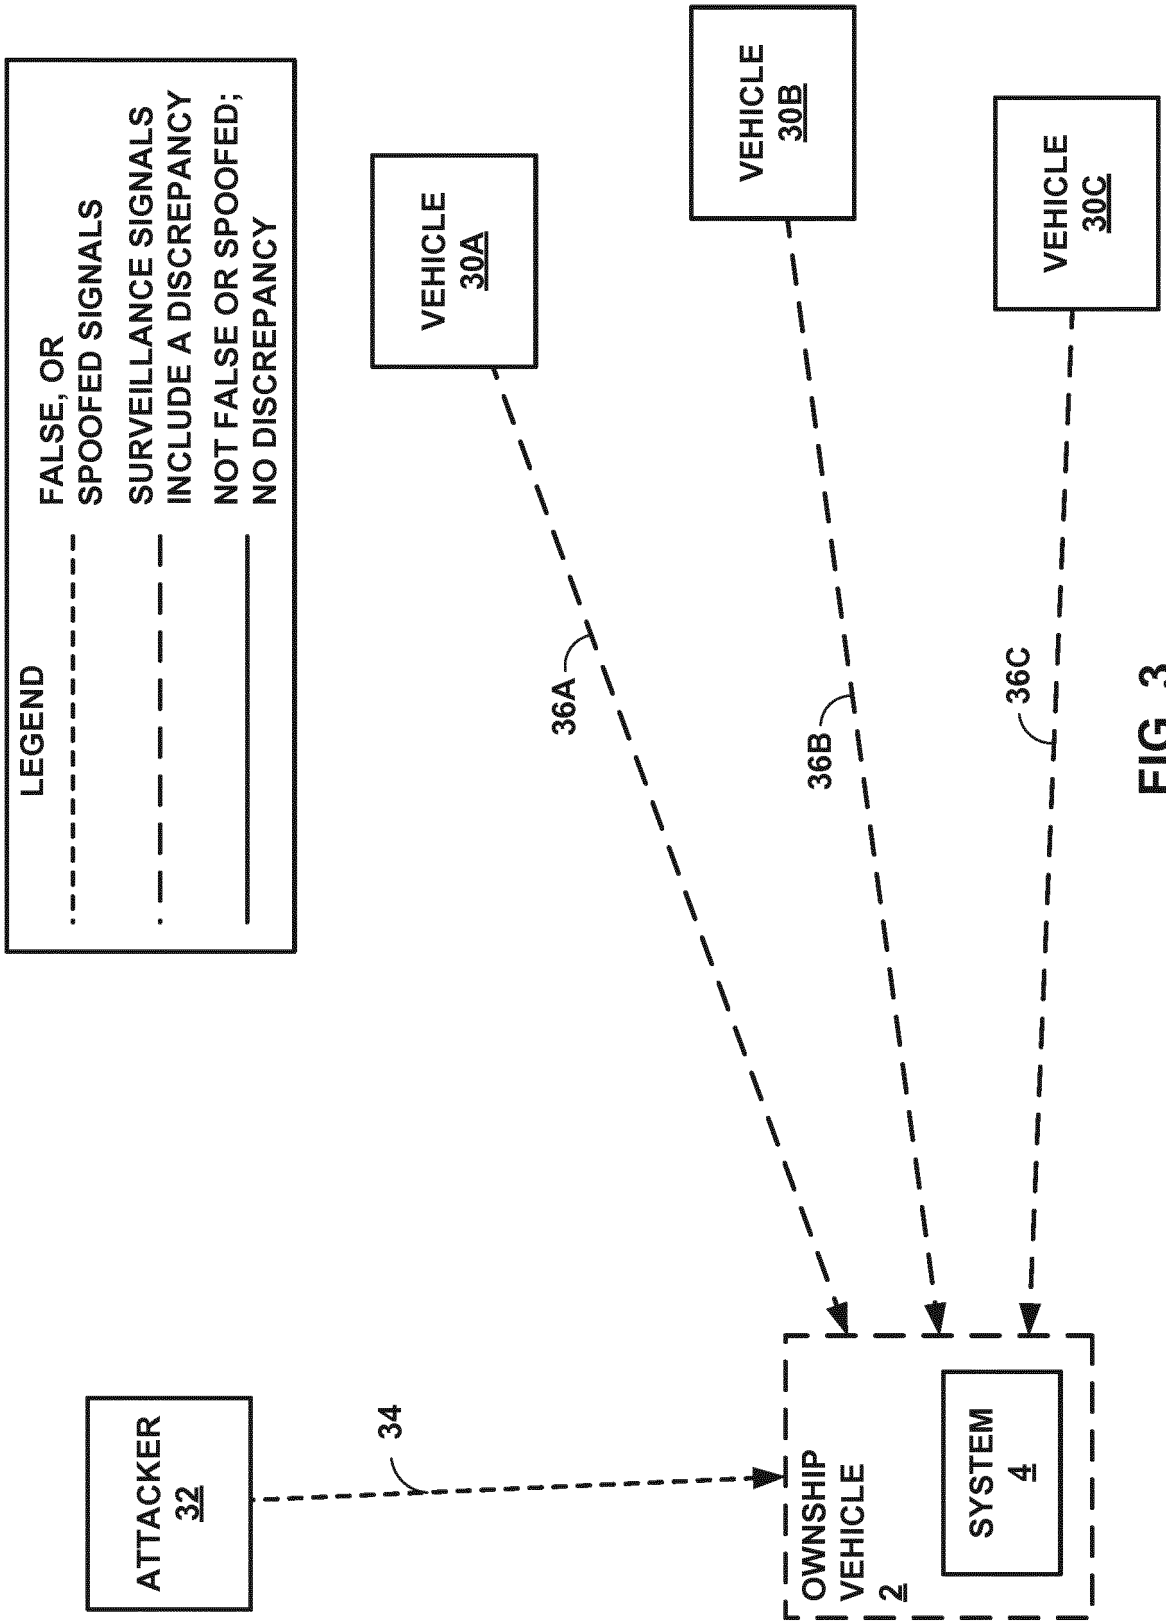 LEGEND
FALSE, OR
SPOOFED SIGNALS
SURVEILLANCE SIGNALS
INCLUDE A DISCREPANCY
NOT FALSE OR SPOOFED;
NO DISCREPANCY
ATTACKER
32
34
VEHICLE
30A
36A
VEHICLE
30B
36B
VEHICLE
30C
36C
OWNSHIP
VEHICLE
2
SYSTEM
4
FIG. 3